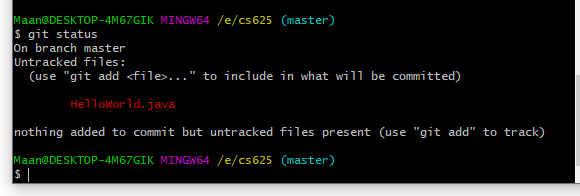 Maan@DESKTOP-4M67GIK MINGW64 /e/cs625 (master)
$ git status
On branch master
Untracked files:
  (use "git add <file>..." to include in what will be committed)

        HelloWorld.java

nothing added to commit but untracked files present (use "git add" to track)

Maan@DESKTOP-4M67GIK MINGW64 /e/cs625 (master)
$